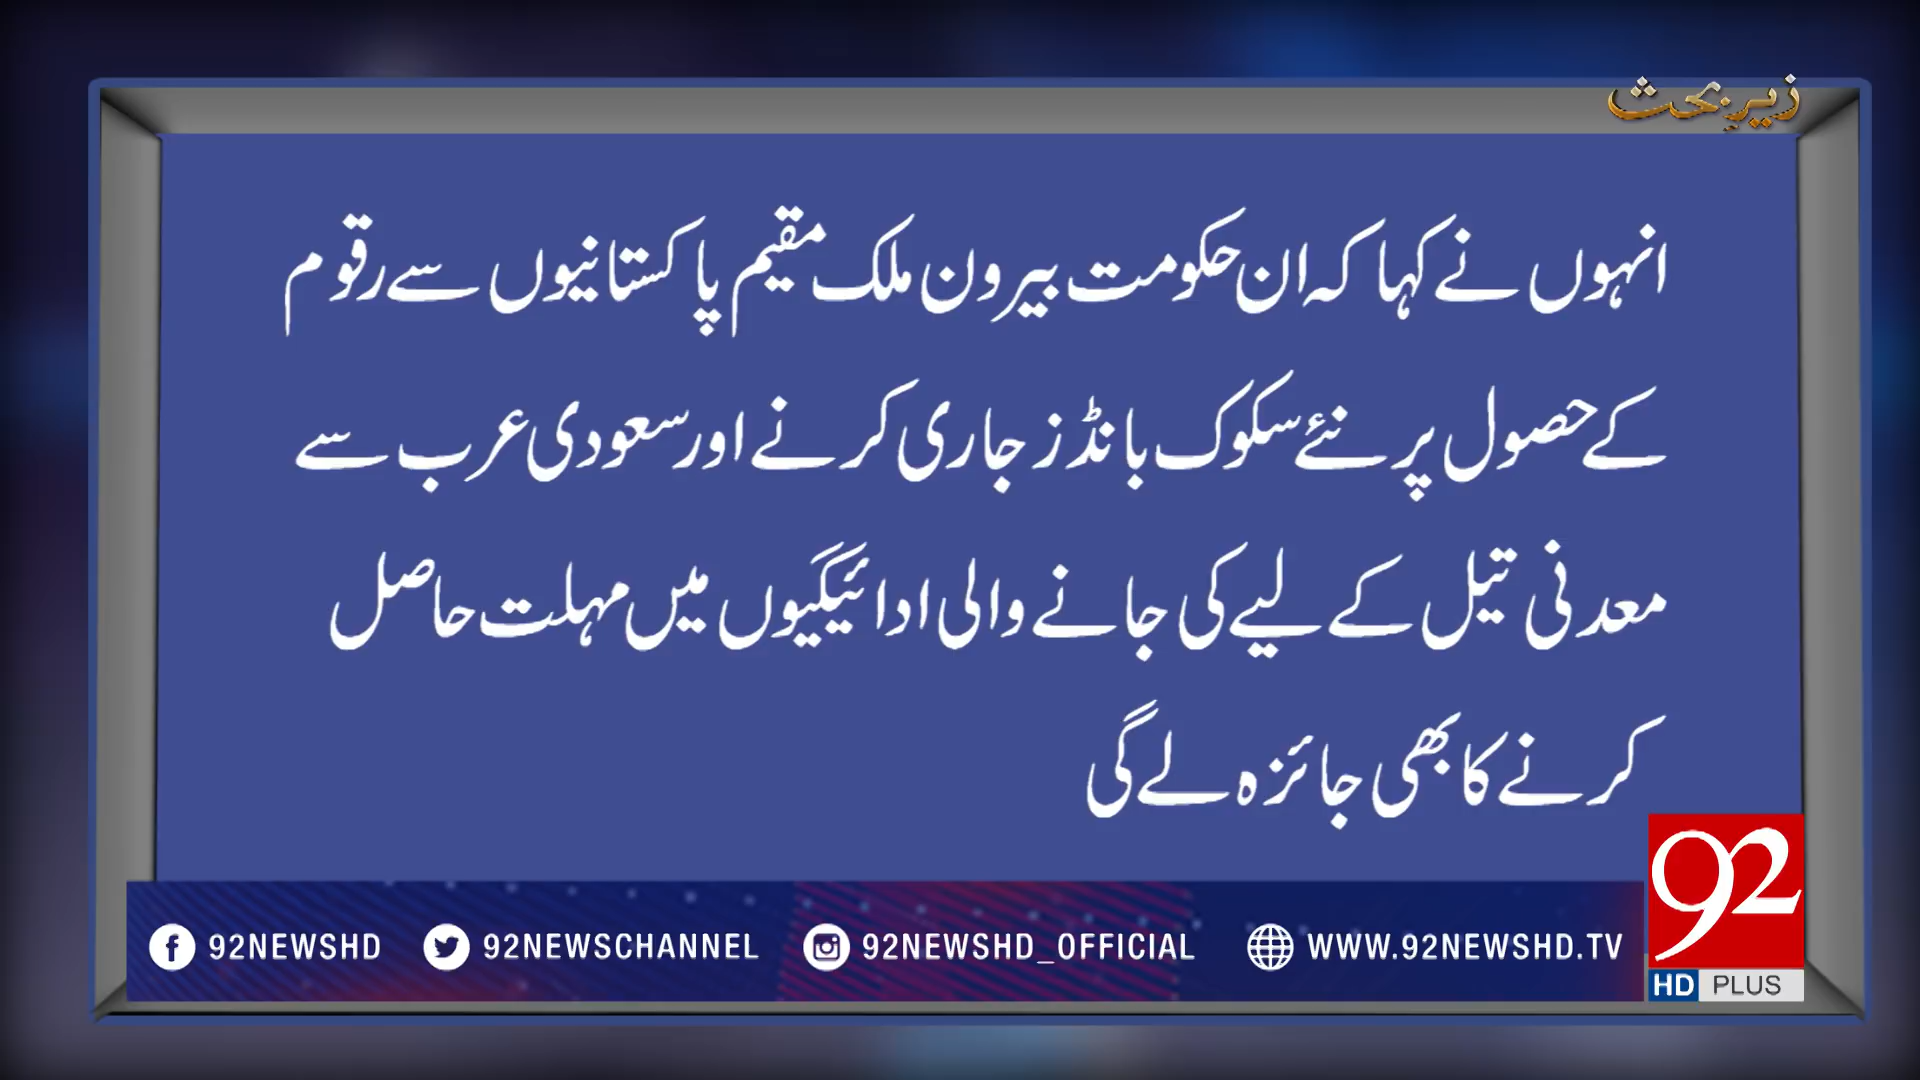 زیرِ بحث
انہوں نے کہا کہ ان حکومت بیرون ملک مقیم پاکستانیوں سے رقوم
کے حصول پر نئے سکوک بانڈز جاری کرنے اور سعودی عرب سے
معدنی تیل کے لیے کی جانے والی ادائیگیوں میں مہلت حاصل
کرنے کا بھی جائزہ لے گی
92NEWSHD 92NEWSCHANNEL 92NEWSHD_OFFICIAL WWW.92NEWSHD.TV
92
HD PLUS